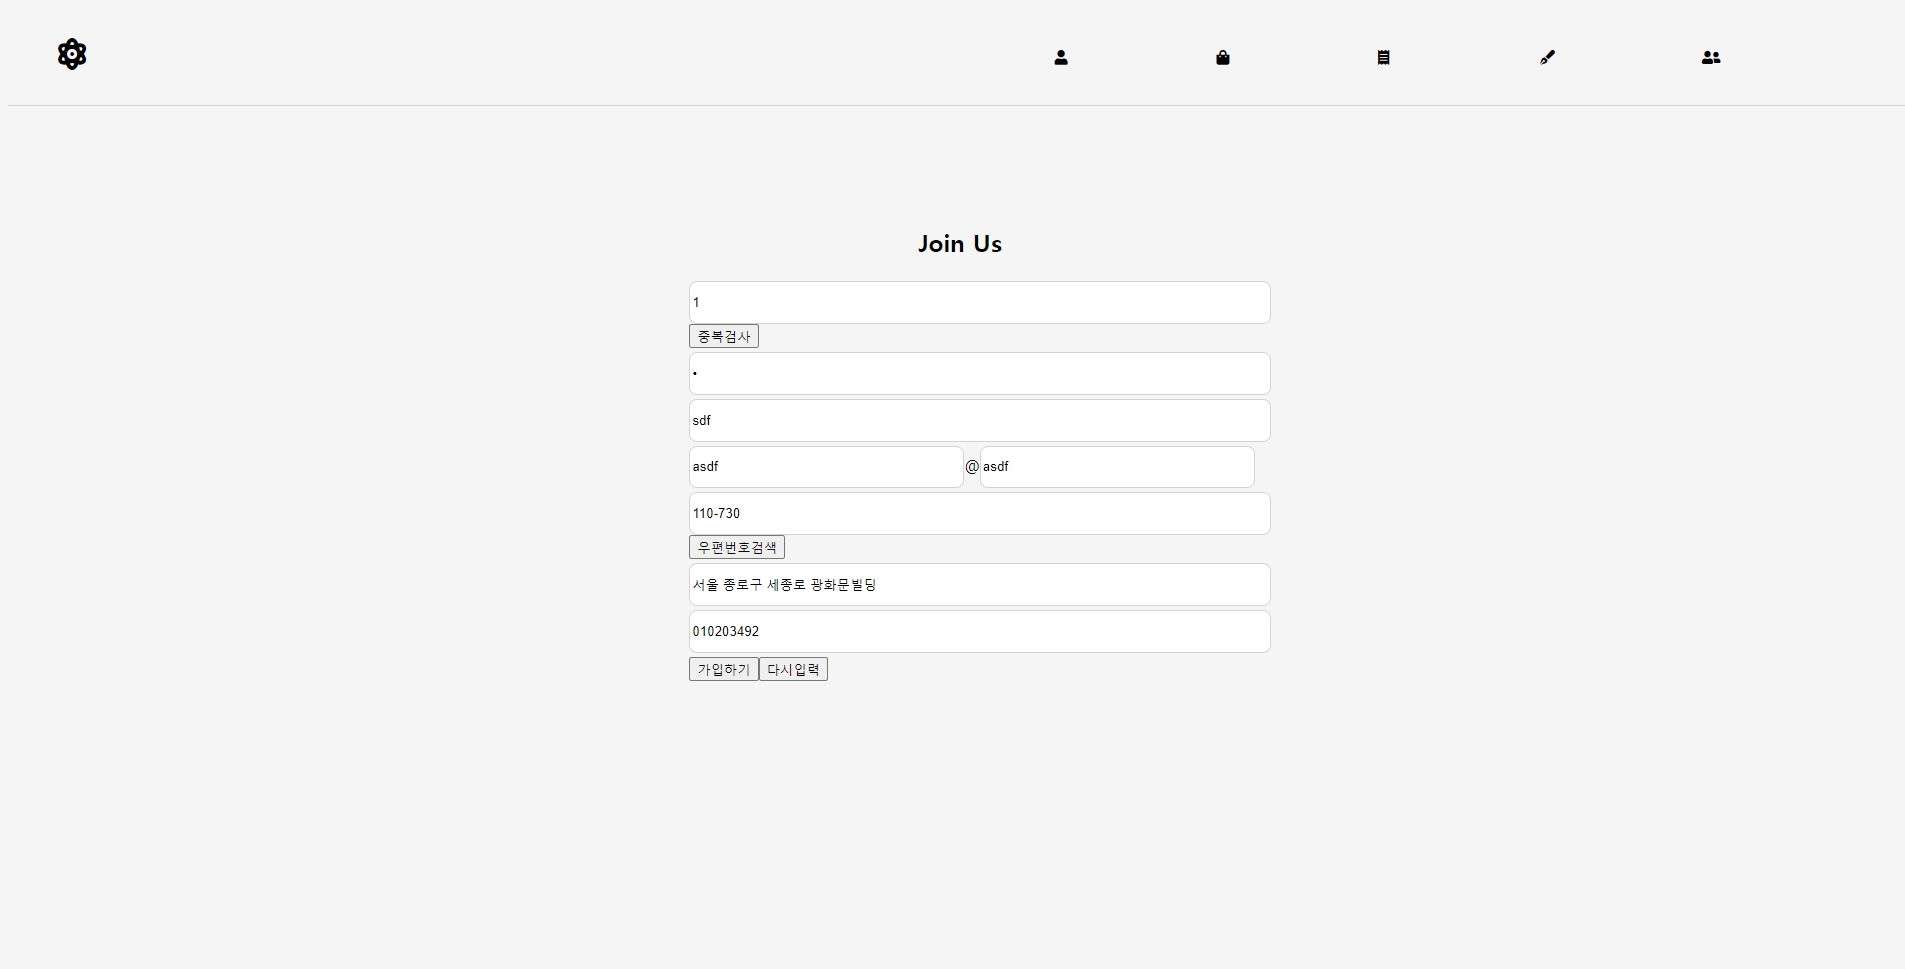 Join Us
1
중복검사
•
sdf
asdf @ asdf
110-730
우편번호검색
서울 종로구 세종로 광화문빌딩
010203492
가입하기 다시입력